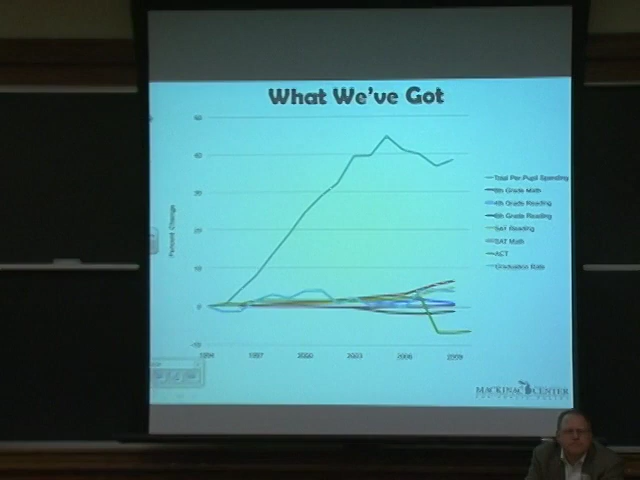 What We've Got
50
40
30
20
10
0
-10
Percent Change
1994
1997
2000
2003
2006
2009
Total Per-Pupil Spending
8th Grade Math
4th Grade Reading
8th Grade Reading
SAT Reading
SAT Math
ACT
Graduation Rate
MACKINAC CENTER